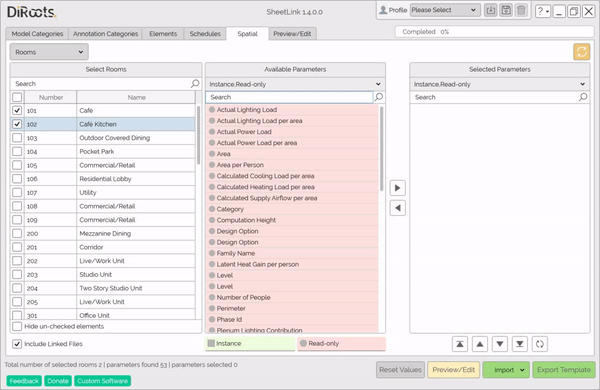 DiRoots.
SheetLink 1.4.0.0
Profile Please Select
?
Model Categories Annotation Categories Elements Schedules Spatial Preview/Edit
Completed 0%
Rooms
Select Rooms
Search
Number Name
101 Café
102 Café Kitchen
103 Outdoor Covered Dining
104 Pocket Park
105 Commercial/Retail
106 Residential Lobby
107 Utility
108 Commercial/Retail
109 Commercial/Retail
200 Mezzanine Dining
201 Corridor
202 Live/Work Unit
203 Studio Unit
204 Two Story Studio Unit
205 Live/Work Unit
301 Office Unit
Hide un-checked elements
Include Linked Files
Available Parameters
Instance,Read-only
Search
Actual Lighting Load
Actual Lighting Load per area
Actual Power Load
Actual Power Load per area
Area
Area per Person
Calculated Cooling Load per area
Calculated Heating Load per area
Calculated Supply Airflow per area
Category
Computation Height
Design Option
Design Option
Family Name
Latent Heat Gain per person
Level
Level
Number of People
Perimeter
Phase Id
Plenum Lighting Contribution
Instance Read-only
Selected Parameters
Instance,Read-only
Search
Total number of selected rooms 2 | parameters found 53 | parameters selected 0
Reset Values Preview/Edit Import Export Template
Feedback Donate Custom Software